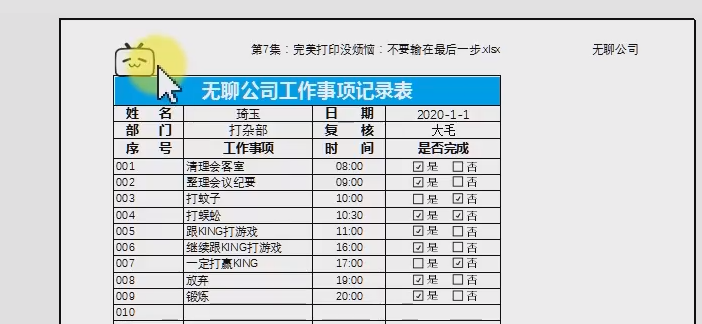 第7集：完美打印没烦恼：不要输在最后一步.xlsx 无聊公司
无聊公司工作事项记录表
姓 名 琦玉 日 期 2020-1-1
部 门 打杂部 复 核 大毛
序 号 工作事项 时 间 是否完成
001 清理会客室 08:00 ☑是 ☐否
002 整理会议纪要 09:00 ☑是 ☐否
003 打蚊子 10:00 ☐是 ☑否
004 打蜈蚣 10:30 ☑是 ☑否
005 跟KING打游戏 11:00 ☑是 ☐否
006 继续跟KING打游戏 16:00 ☑是 ☐否
007 一定打赢KING 17:00 ☐是 ☑否
008 放弃 19:00 ☑是 ☐否
009 锻炼 20:00 ☑是 ☐否
010